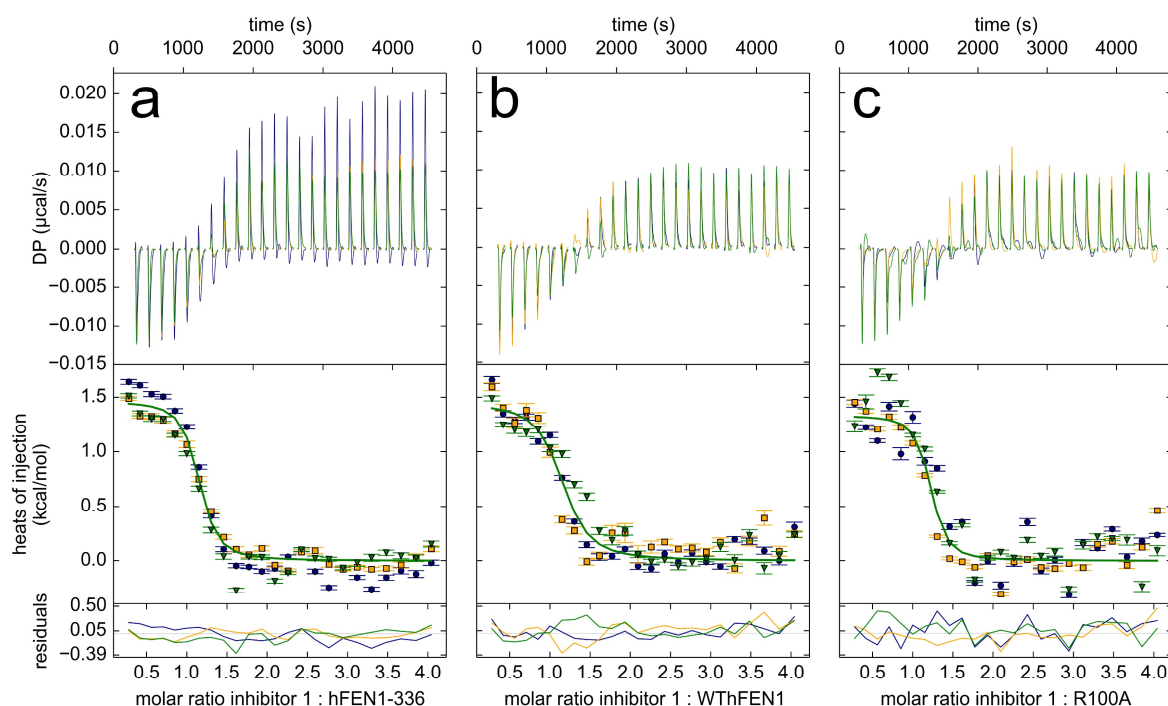 time (s) time (s) time (s)
0 1000 2000 3000 4000 0 1000 2000 3000 4000 0 1000 2000 3000 4000
a b c
0.020
0.015
0.010
0.005
0.000
−0.005
−0.010
−0.015
DP (µcal/s)
1.5
1.0
0.5
0.0
heats of injection
(kcal/mol)
0.50
0.05
−0.39
residuals
0.5 1.0 1.5 2.0 2.5 3.0 3.5 4.0 0.5 1.0 1.5 2.0 2.5 3.0 3.5 4.0 0.5 1.0 1.5 2.0 2.5 3.0 3.5 4.0
molar ratio inhibitor 1 : hFEN1-336 molar ratio inhibitor 1 : WThFEN1 molar ratio inhibitor 1 : R100A